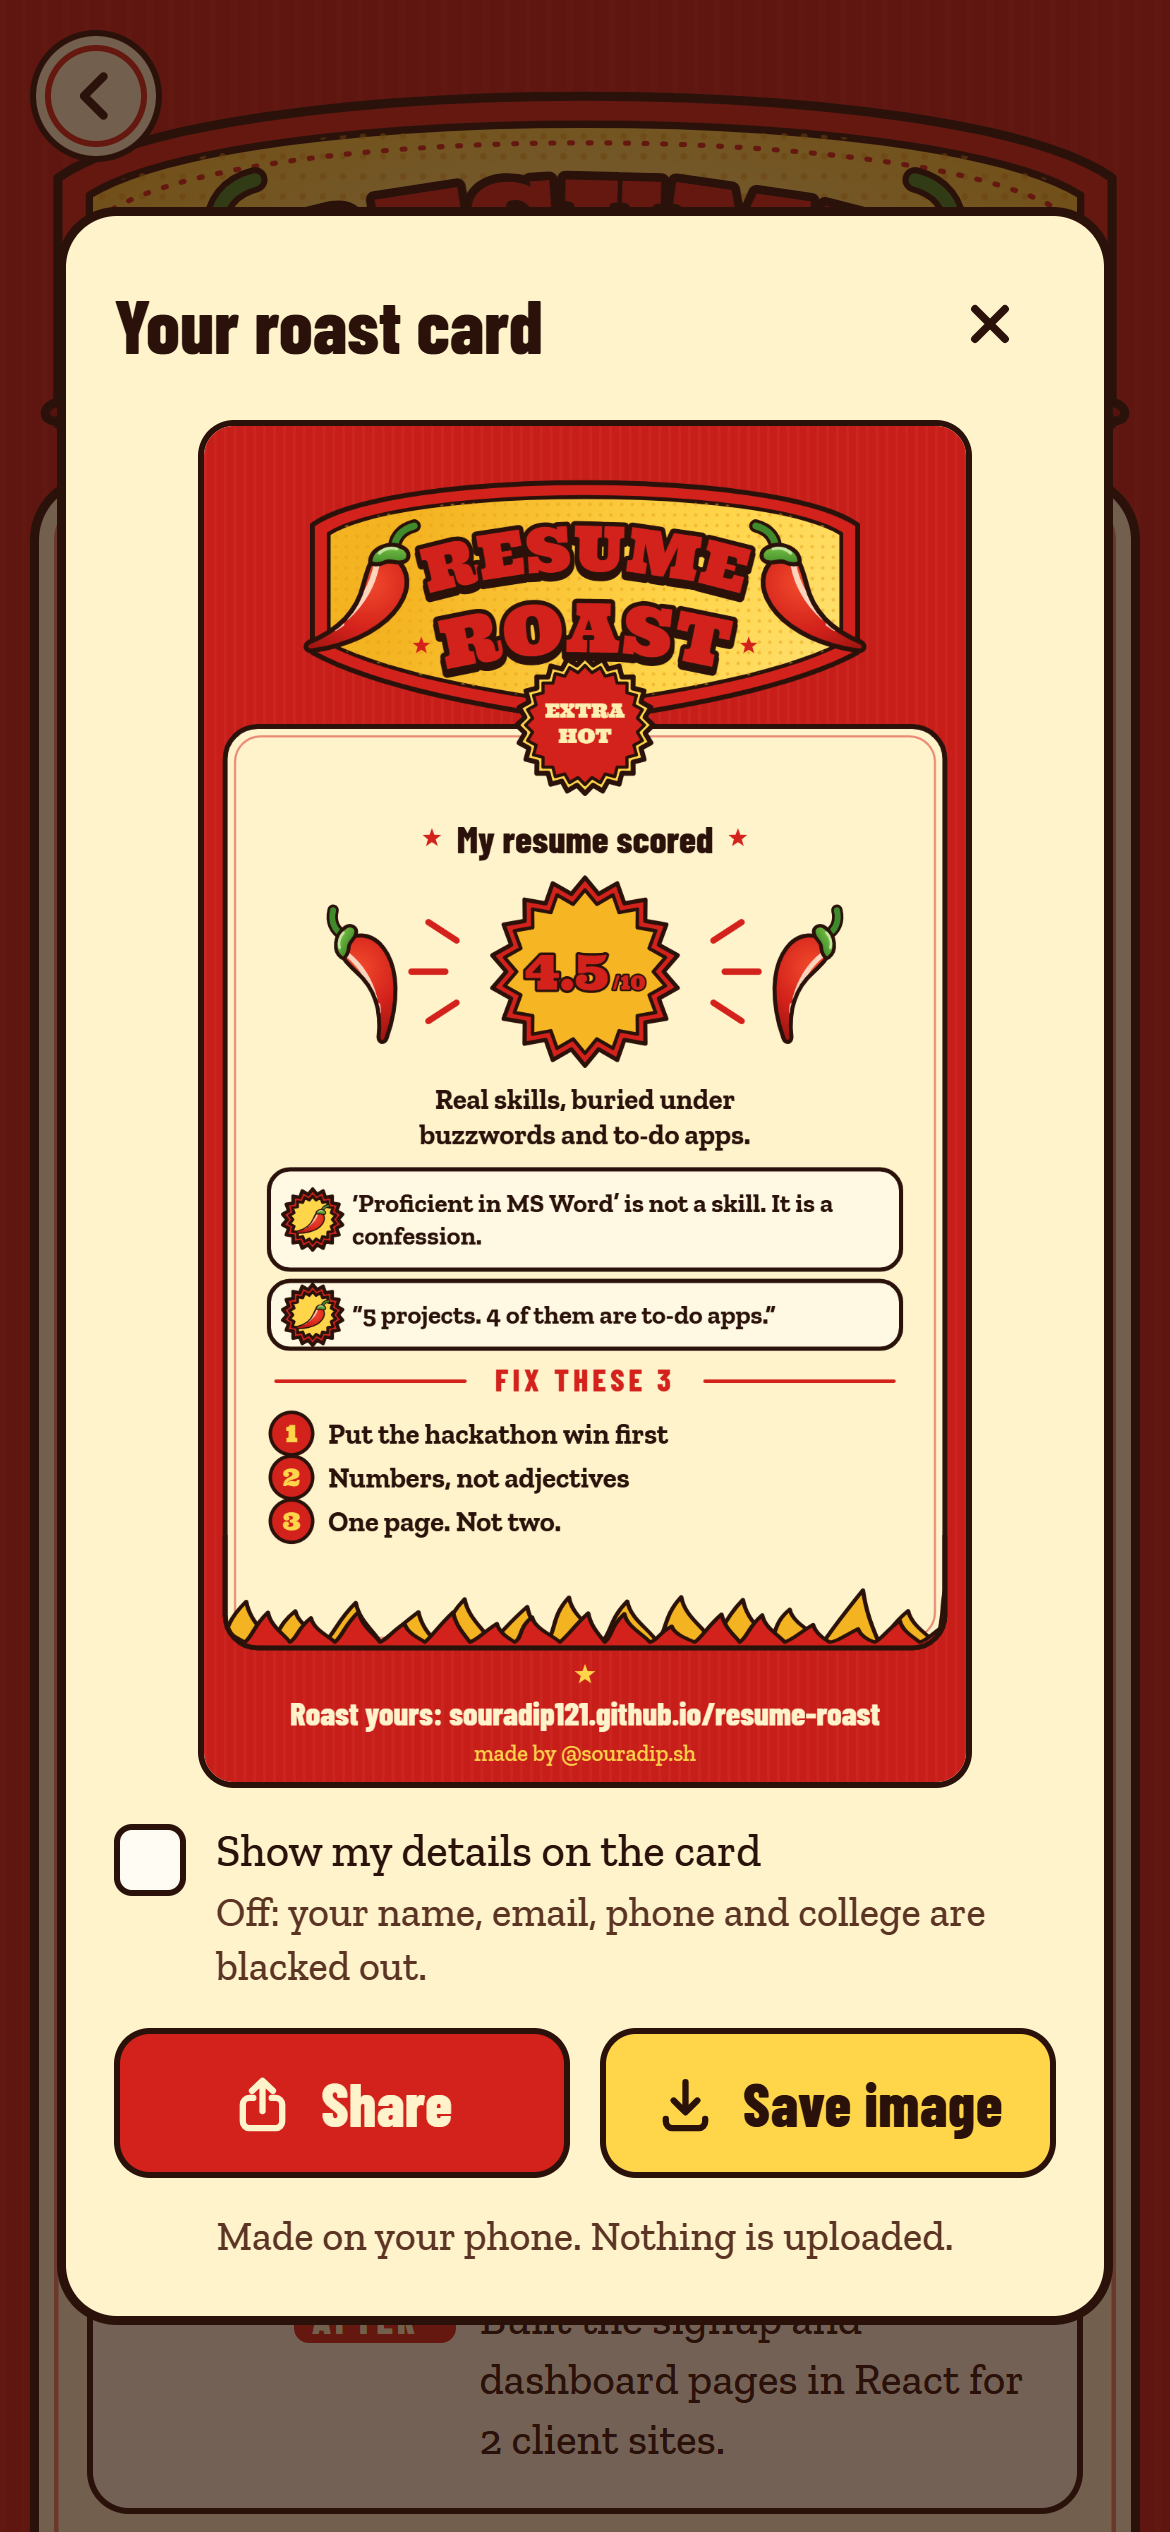 Your roast card
RESUME
ROAST
EXTRA
HOT
My resume scored
4.5/10
Real skills, buried under
buzzwords and to-do apps.
'Proficient in MS Word' is not a skill. It is a
confession.
"5 projects. 4 of them are to-do apps."
FIX THESE 3
1 Put the hackathon win first
2 Numbers, not adjectives
3 One page. Not two.
Roast yours: souradip121.github.io/resume-roast
made by @souradip.sh
Show my details on the card
Off: your name, email, phone and college are
blacked out.
Share
Save image
Made on your phone. Nothing is uploaded.
AFTER Built the signup and
dashboard pages in React for
2 client sites.